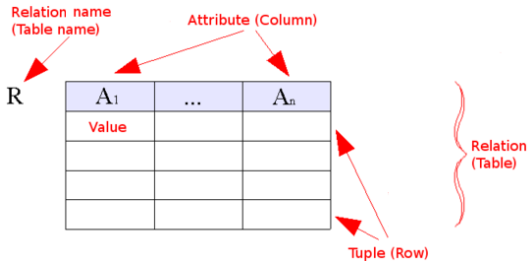 Relation name
(Table name)
Attribute (Column)
R
A₁
...
Aₙ
Value
Relation
(Table)
Tuple (Row)